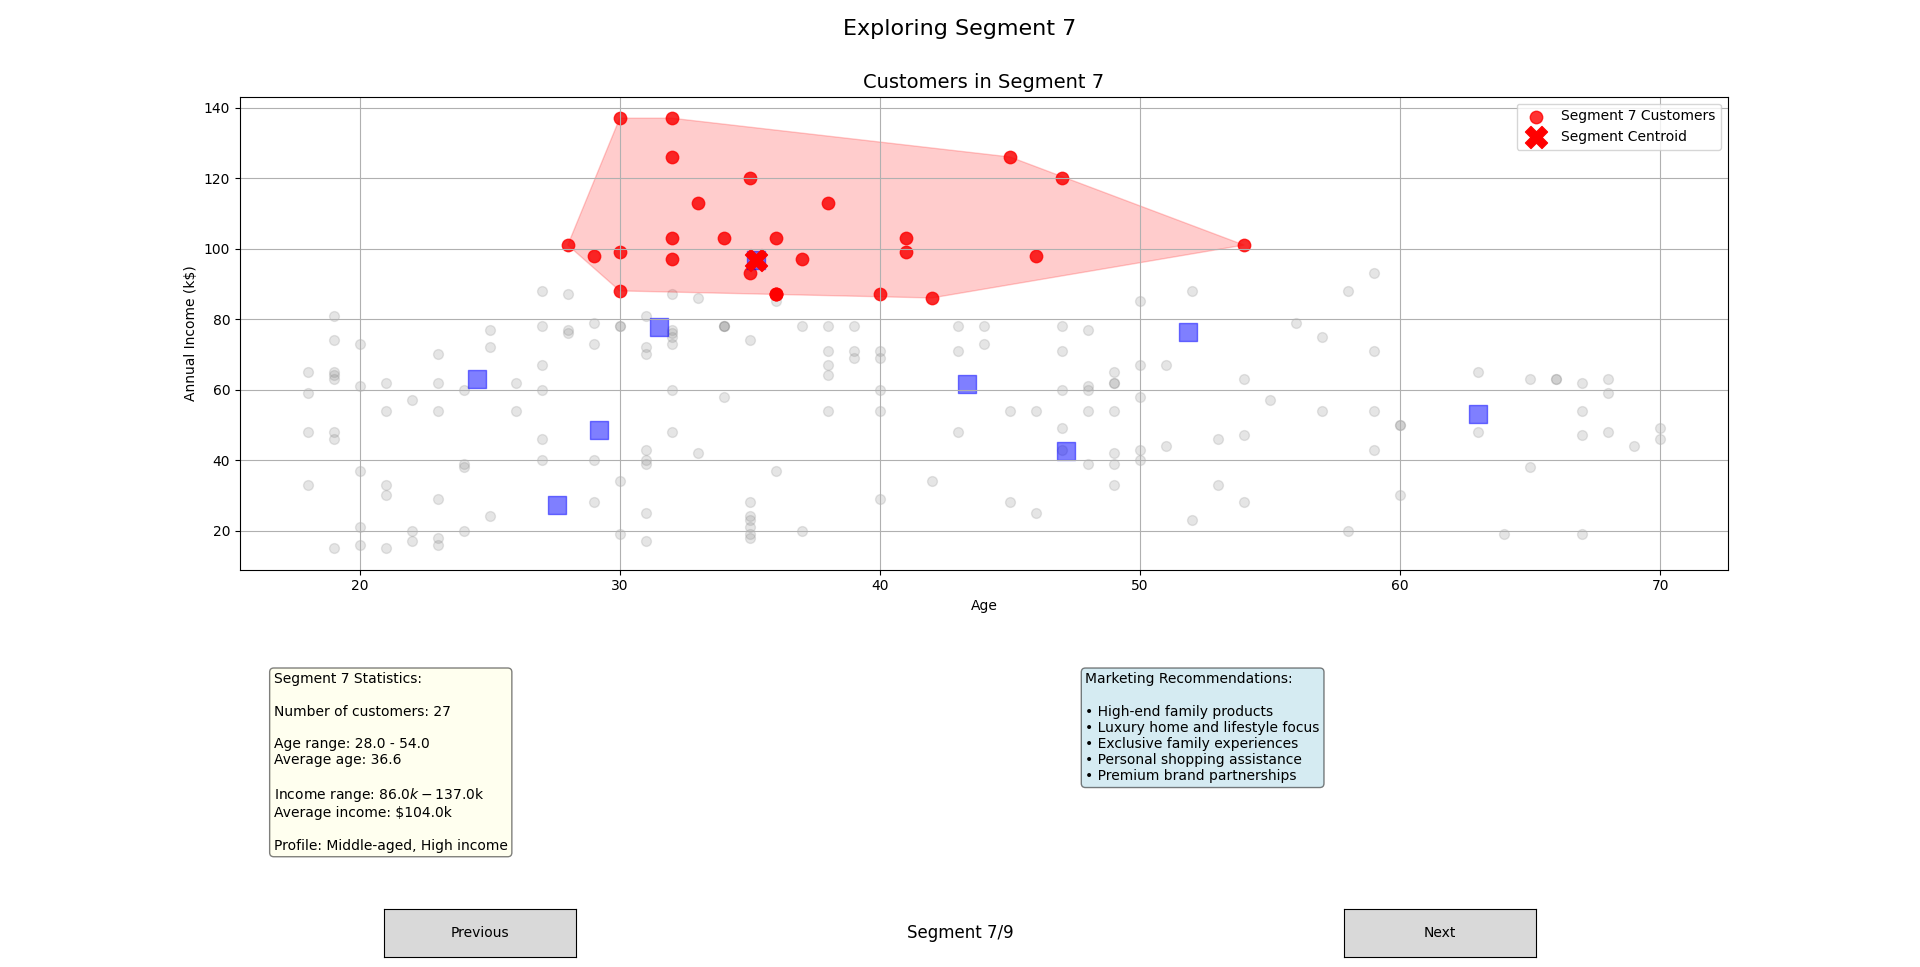 Exploring Segment 7
Customers in Segment 7
Segment 7 Customers
Segment Centroid
Annual Income (k$)
140
120
100
80
60
40
20
20 30 40 50 60 70
Age
Segment 7 Statistics:
Number of customers: 27
Age range: 28.0 - 54.0
Average age: 36.6
Income range: 86.0k − 137.0k
Average income: $104.0k
Profile: Middle-aged, High income
Marketing Recommendations:
• High-end family products
• Luxury home and lifestyle focus
• Exclusive family experiences
• Personal shopping assistance
• Premium brand partnerships
Previous
Segment 7/9
Next